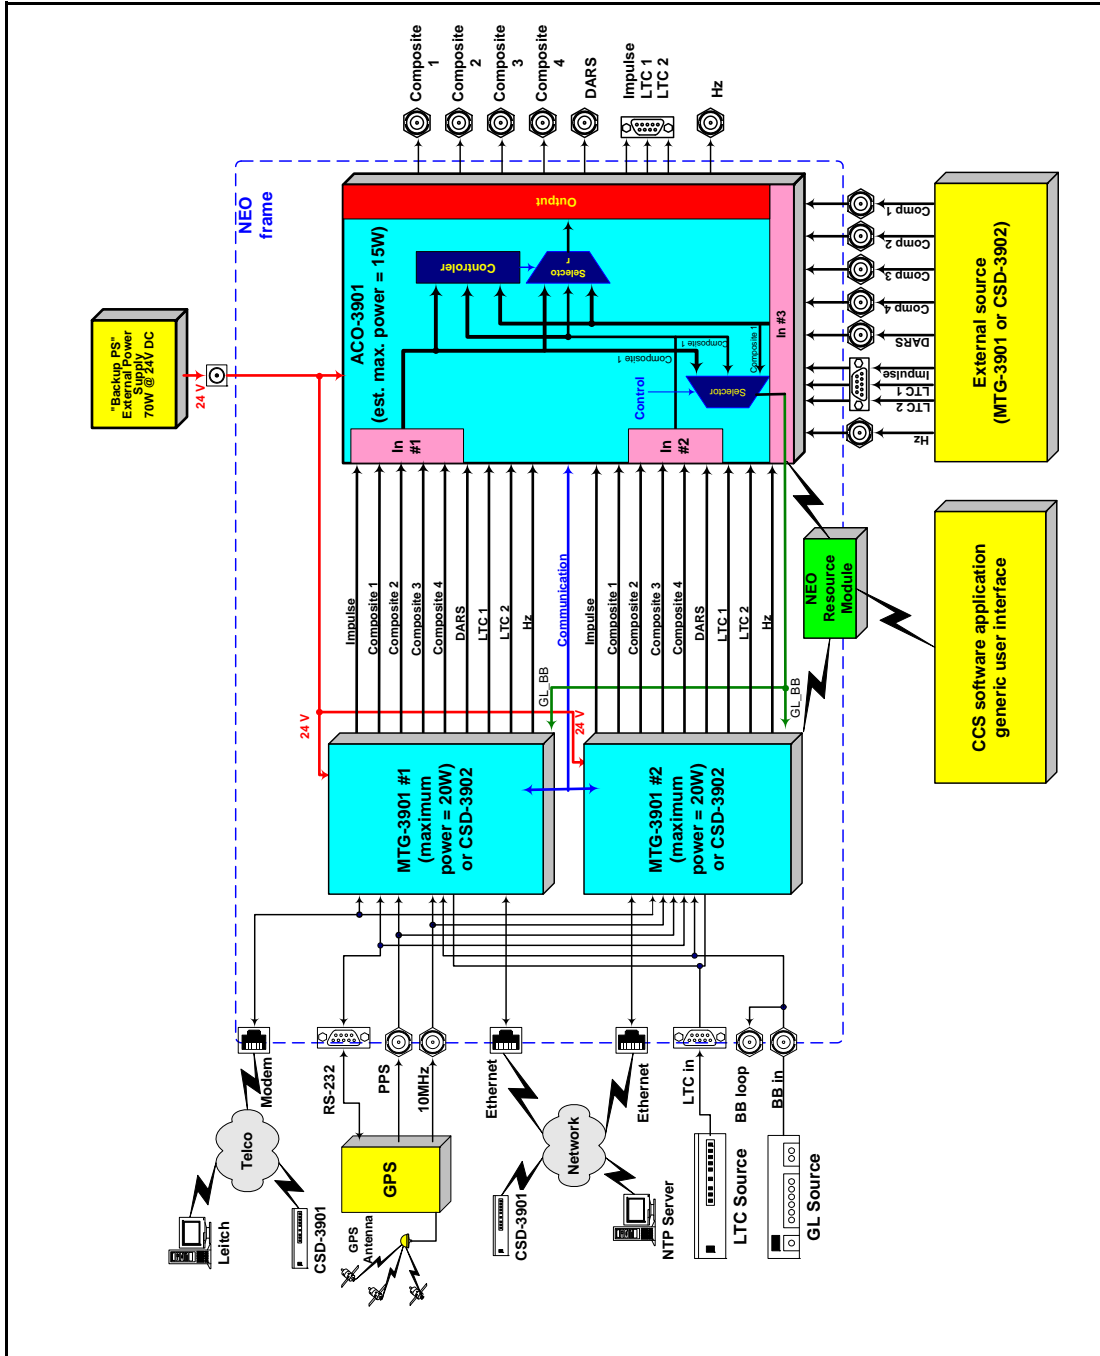 Composite
1
Composite
2
Composite
3
Composite
4
DARS
Impulse
LTC 1
LTC 2
Hz
NEO
frame
"Backup PS"
External Power
Supply
70W @ 24V DC
24 V
ACO-3901
(est. max. power = 15W)
Output
Controler
Selecto
r
Composite 1
Composite 1
Composite 1
Selector
Control
In
#1
In
#2
In #3
Comp 1
Comp 2
Comp 3
Comp 4
DARS
Impulse
LTC 1
LTC 2
Hz
External source
(MTG-3901 or CSD-3902)
Impulse
Composite 1
Composite 2
Composite 3
Composite 4
DARS
LTC 1
LTC 2
Hz
Communication
Impulse
Composite 1
Composite 2
Composite 3
Composite 4
DARS
LTC 1
LTC 2
Hz
GL_BB
GL_BB
24 V
24 V
NEO
Resource
Module
CCS software application
generic user interface
MTG-3901 #1
(maximum
power = 20W)
or CSD-3902
MTG-3901 #2
(maximum
power = 20W)
or CSD-3902
Modem
RS-232
PPS
10MHz
Ethernet
Ethernet
LTC in
BB loop
BB in
Telco
GPS
Network
Leitch
CSD-3901
GPS
Antenna
CSD-3901
NTP Server
LTC Source
GL Source